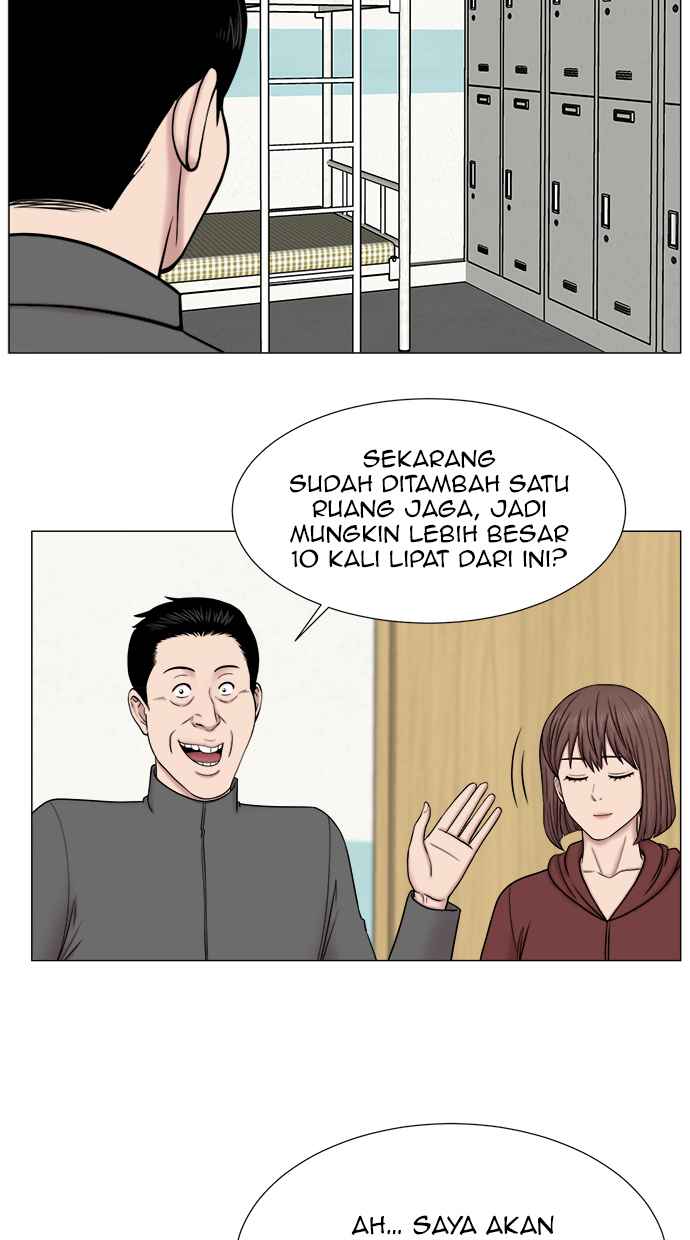 SEKARANG
SUDAH DITAMBAH SATU
RUANG JAGA, JADI
MUNGKIN LEBIH BESAR
10 KALI LIPAT DARI INI?
AH... SAYA AKAN